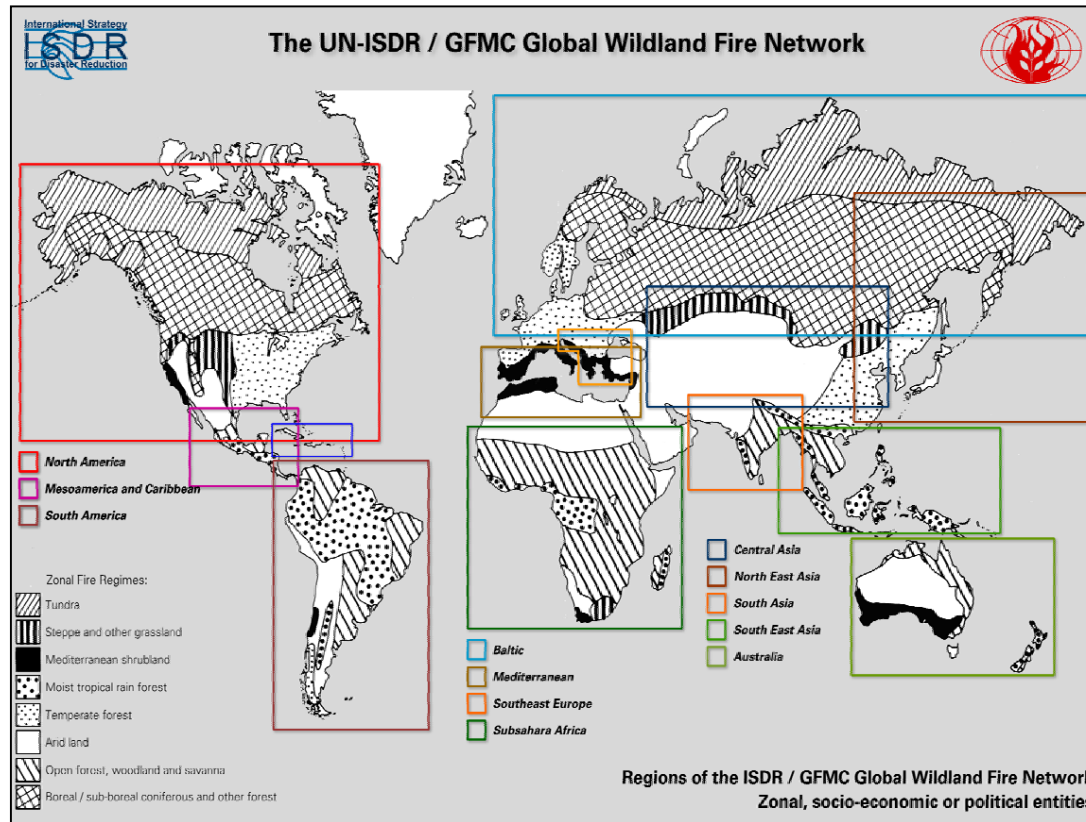 International Strategy
ISDR
for Disaster Reduction
The UN-ISDR / GFMC Global Wildland Fire Network
North America
Mesoamerica and Caribbean
South America
Zonal Fire Regimes:
Tundra
Steppe and other grassland
Mediterranean shrubland
Moist tropical rain forest
Temperate forest
Arid land
Open forest, woodland and savanna
Boreal / sub-boreal coniferous and other forest
Baltic
Mediterranean
Southeast Europe
Subsahara Africa
Central Asia
North East Asia
South Asia
South East Asia
Australia
Regions of the ISDR / GFMC Global Wildland Fire Network
Zonal, socio-economic or political entities